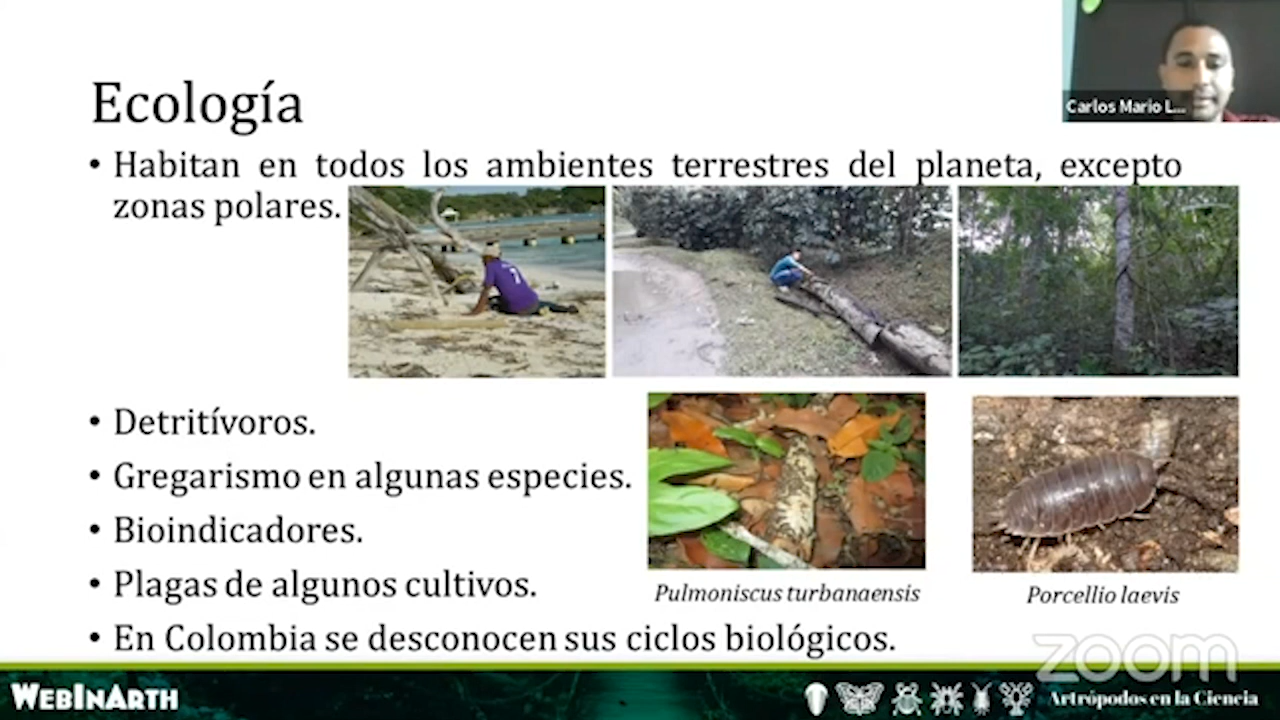 Carlos Mario L...
Ecología
• Habitan en todos los ambientes terrestres del planeta, excepto
zonas polares.
7
• Detritívoros.
• Gregarismo en algunas especies.
• Bioindicadores.
• Plagas de algunos cultivos.
• En Colombia se desconocen sus ciclos biológicos.
Pulmoniscus turbanaensis
Porcellio laevis
zoom
WEBINARTH
Artrópodos en la Ciencia